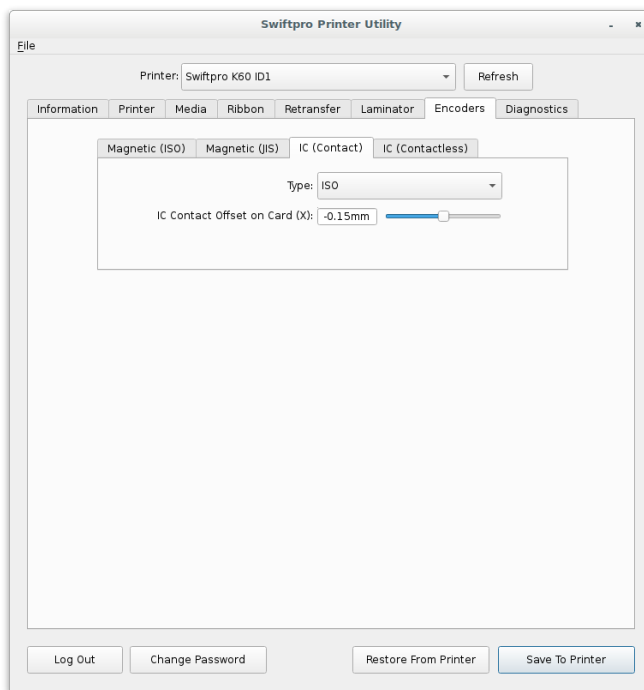 Swiftpro Printer Utility
File
Printer: Swiftpro K60 ID1 Refresh
Information Printer Media Ribbon Retransfer Laminator Encoders Diagnostics
Magnetic (ISO) Magnetic (JIS) IC (Contact) IC (Contactless)
Type: ISO
IC Contact Offset on Card (X): -0.15mm
Log Out Change Password Restore From Printer Save To Printer